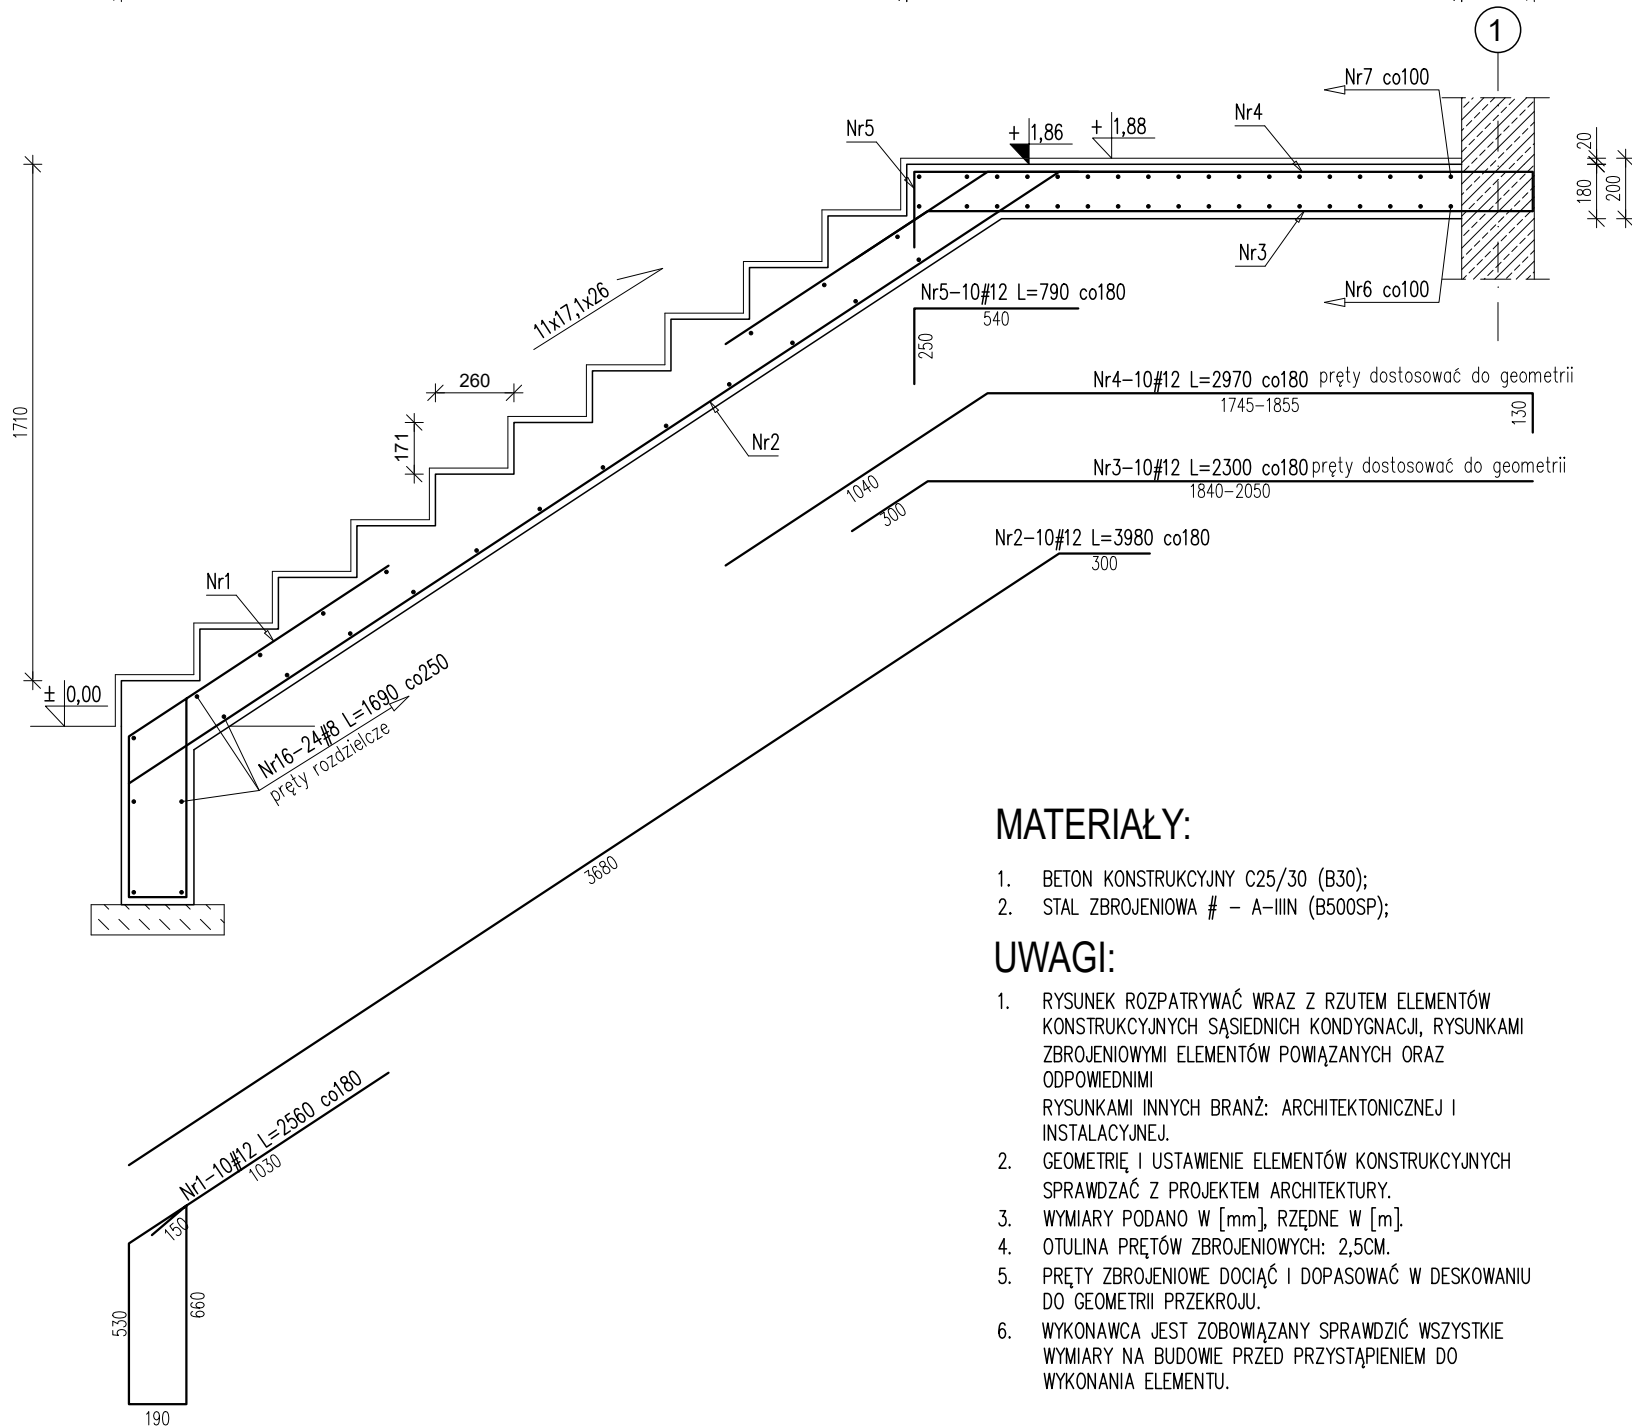 1
Nr7 co100
Nr4
Nr5
+ 1,86
+ 1,88
20
180
200
Nr3
Nr6 co100
11x17,1x26
Nr5-10#12 L=790 co180
540
250
260
171
1710
Nr4-10#12 L=2970 co180 pręty dostosować do geometrii
1745-1855
130
Nr2
Nr3-10#12 L=2300 co180 pręty dostosować do geometrii
1840-2050
1040
300
Nr2-10#12 L=3980 co180
300
Nr1
± 0,00
Nr16-24#8 L=1690 co250
pręty rozdzielcze
3680
MATERIAŁY:
1. BETON KONSTRUKCYJNY C25/30 (B30);
2. STAL ZBROJENIOWA # - A-IIIN (B500SP);
UWAGI:
1. RYSUNEK ROZPATRYWAĆ WRAZ Z RZUTEM ELEMENTÓW
KONSTRUKCYJNYCH SĄSIEDNICH KONDYGNACJI, RYSUNKAMI
ZBROJENIOWYMI ELEMENTÓW POWIĄZANYCH ORAZ
ODPOWIEDNIMI
RYSUNKAMI INNYCH BRANŻ: ARCHITEKTONICZNEJ I
INSTALACYJNEJ.
2. GEOMETRIĘ I USTAWIENIE ELEMENTÓW KONSTRUKCYJNYCH
SPRAWDZAĆ Z PROJEKTEM ARCHITEKTURY.
3. WYMIARY PODANO W [mm], RZĘDNE W [m].
4. OTULINA PRĘTÓW ZBROJENIOWYCH: 2,5CM.
5. PRĘTY ZBROJENIOWE DOCIĄĆ I DOPASOWAĆ W DESKOWANIU
DO GEOMETRII PRZEKROJU.
6. WYKONAWCA JEST ZOBOWIĄZANY SPRAWDZIĆ WSZYSTKIE
WYMIARY NA BUDOWIE PRZED PRZYSTĄPIENIEM DO
WYKONANIA ELEMENTU.
Nr1-10#12 L=2560 co180
1030
150
530
660
190